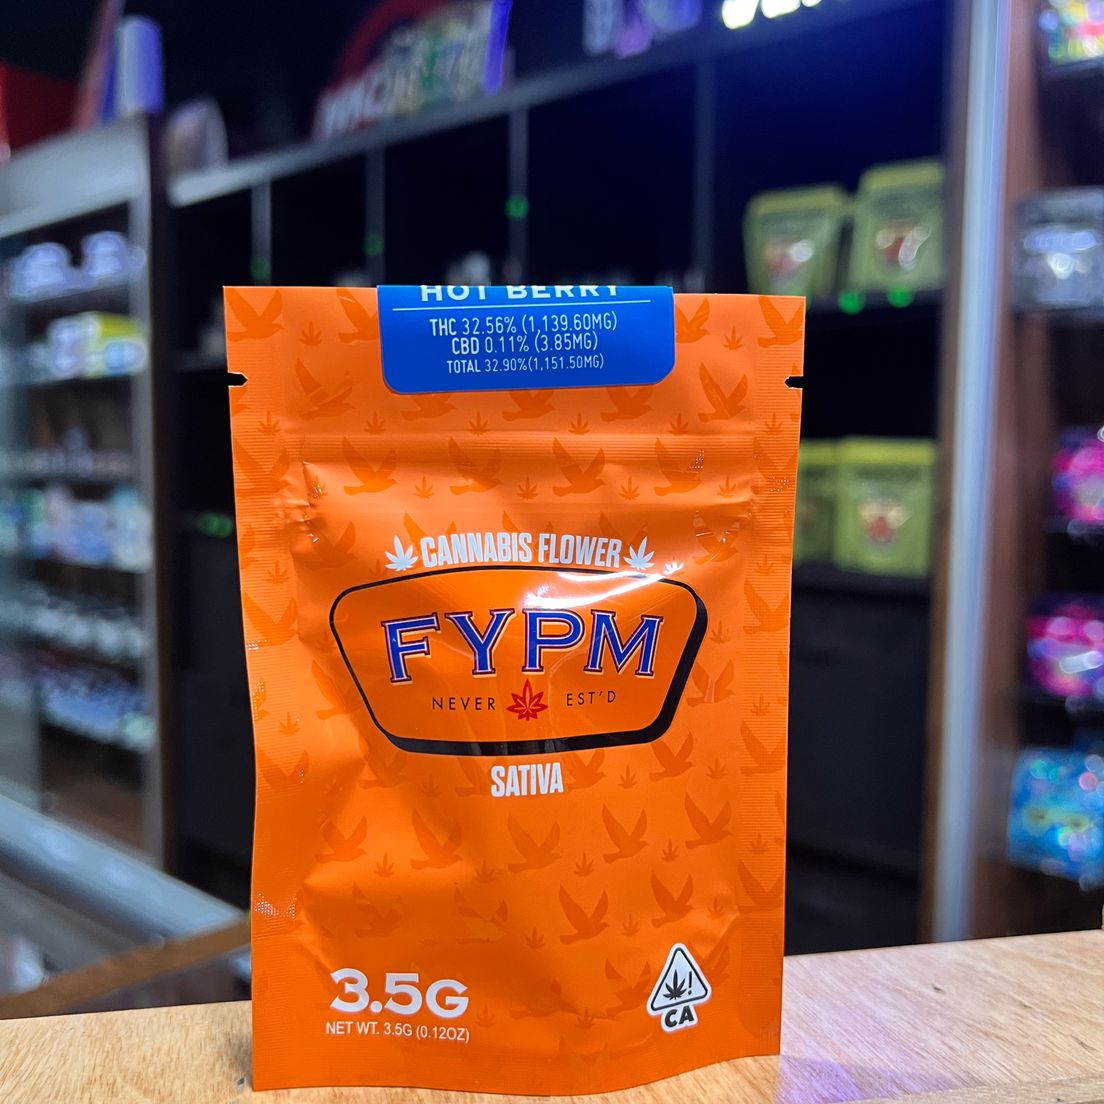 HOT BERRY
THC 32.56% (1,139.60MG)
CBD 0.11% (3.85MG)
TOTAL 32.90%(1,151.50MG)
CANNABIS FLOWER
FYPM
NEVER EST'D
SATIVA
3.5G
NET WT. 3.5G (0.12OZ)
!
CA